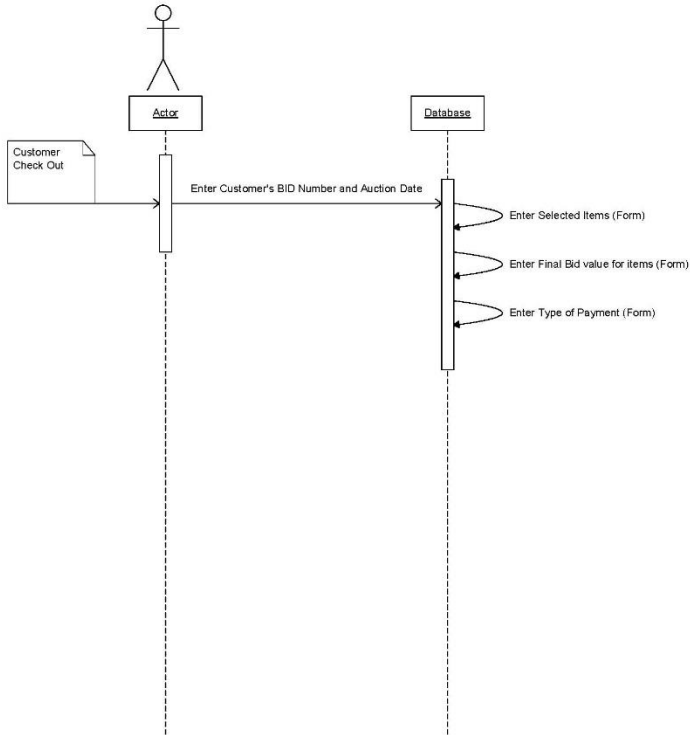 Actor
Database
Customer
Check Out
Enter Customer's BID Number and Auction Date
Enter Selected Items (Form)
Enter Final Bid value for items (Form)
Enter Type of Payment (Form)